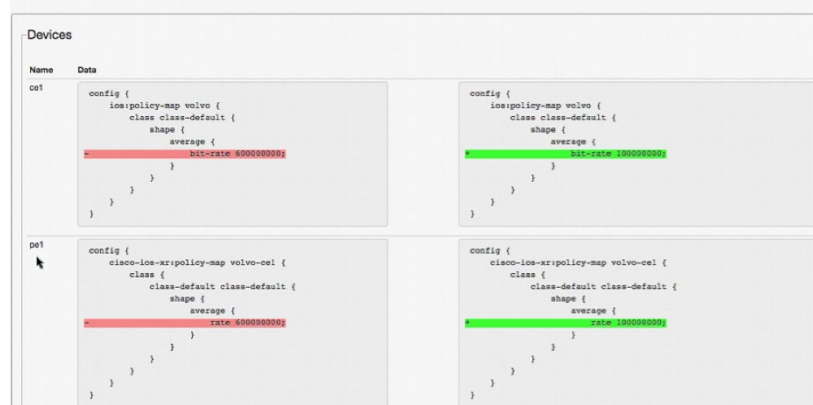 Devices
Name Data
ce1
config {
ios:policy-map volvo {
class class-default {
shape {
average {
- bit-rate 600000000;
}
}
}
}
}
config {
ios:policy-map volvo {
class class-default {
shape {
average {
+ bit-rate 100000000;
}
}
}
}
}
pe1
config {
cisco-ios-xr:policy-map volvo-ce1 {
class {
class-default class-default {
shape {
average {
- rate 600000000;
}
}
}
}
}
config {
cisco-ios-xr:policy-map volvo-ce1 {
class {
class-default class-default {
shape {
average {
+ rate 100000000;
}
}
}
}
}